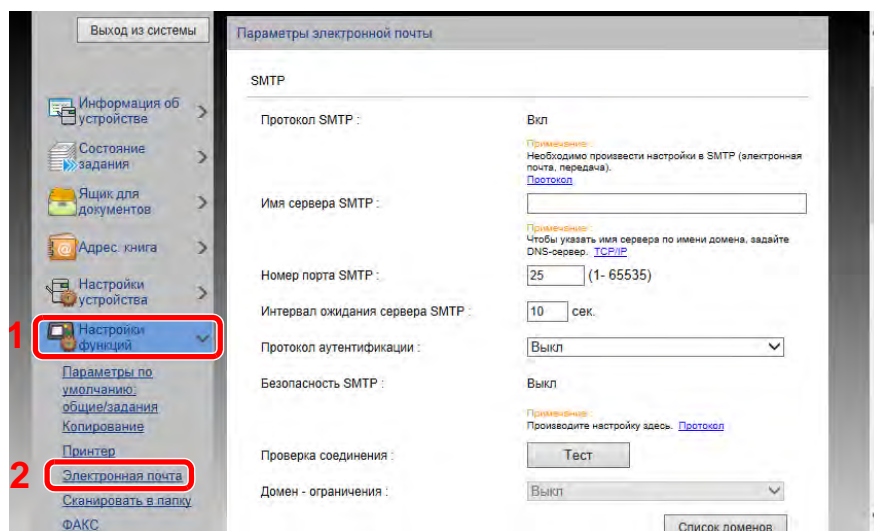 Выход из системы
Информация об
устройстве
Состояние
задания
Ящик для
документов
Адрес. книга
Настройки
устройства
1
Настройки
функций
Параметры по
умолчанию:
общие/задания
Копирование
Принтер
2
Электронная почта
Сканировать в папку
ФАКС
Параметры электронной почты
SMTP
Протокол SMTP :
Вкл
Примечание :
Необходимо произвести настройки в SMTP (электронная
почта, передача).
Протокол
Имя сервера SMTP :
Примечание :
Чтобы указать имя сервера по имени домена, задайте
DNS-сервер. TCP/IP
Номер порта SMTP :
25 (1- 65535)
Интервал ожидания сервера SMTP :
10 сек.
Протокол аутентификации :
Выкл
Безопасность SMTP :
Выкл
Примечание :
Производите настройку здесь. Протокол
Проверка соединения :
Тест
Домен - ограничения :
Выкл
Список доменов